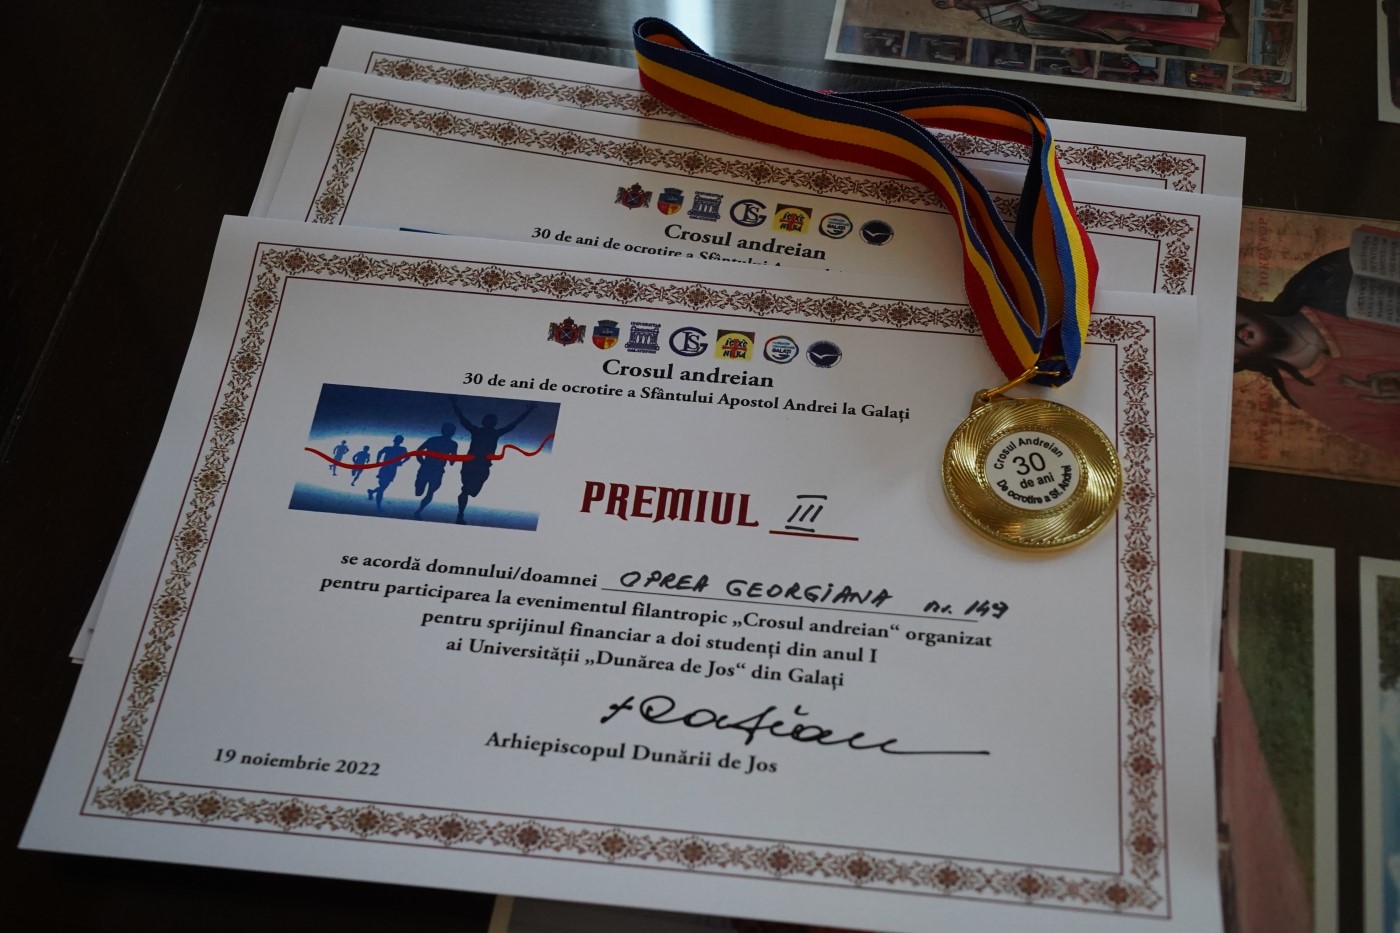 Crosul andreian
30 de ani de ocrotire a Sfântului Apostol
Crosul andreian
30 de ani de ocrotire a Sfântului Apostol Andrei la Galați
PREMIUL III
se acordă domnului/doamnei OPREA GEORGIANA nr. 149
pentru participarea la evenimentul filantropic „Crosul andreian“ organizat
pentru sprijinul financiar a doi studenți din anul I
ai Universității „Dunărea de Jos“ din Galați
Arhiepiscopul Dunării de Jos
19 noiembrie 2022
Crosul Andreian
30
de ani
De ocrotire a Sf. Andrei